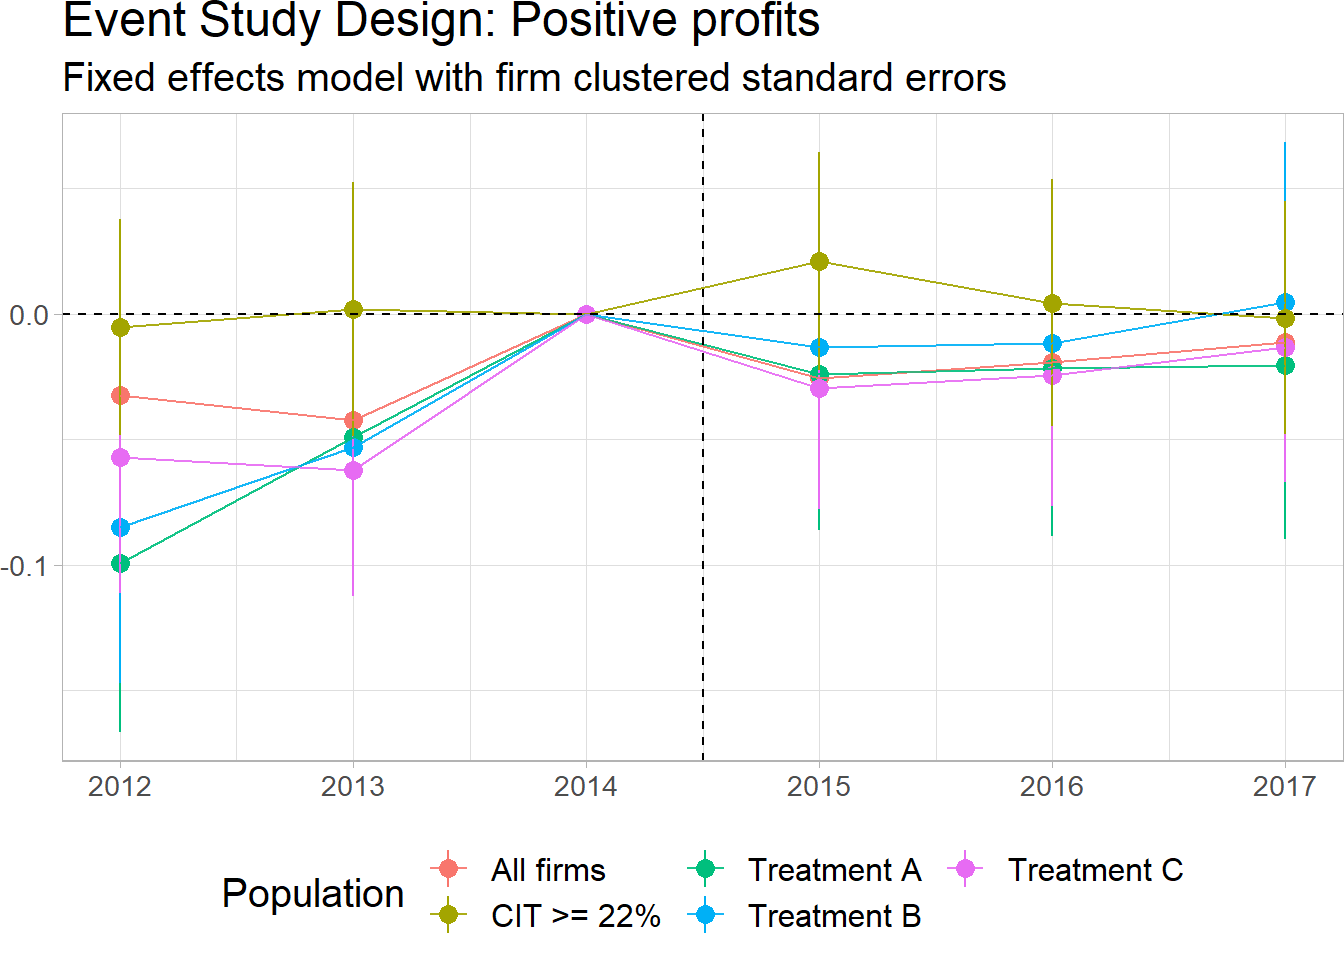 Event Study Design: Positive profits
Fixed effects model with firm clustered standard errors
0.0
-0.1
2012 2013 2014 2015 2016 2017
Population
All firms
Treatment A
Treatment C
CIT >= 22%
Treatment B